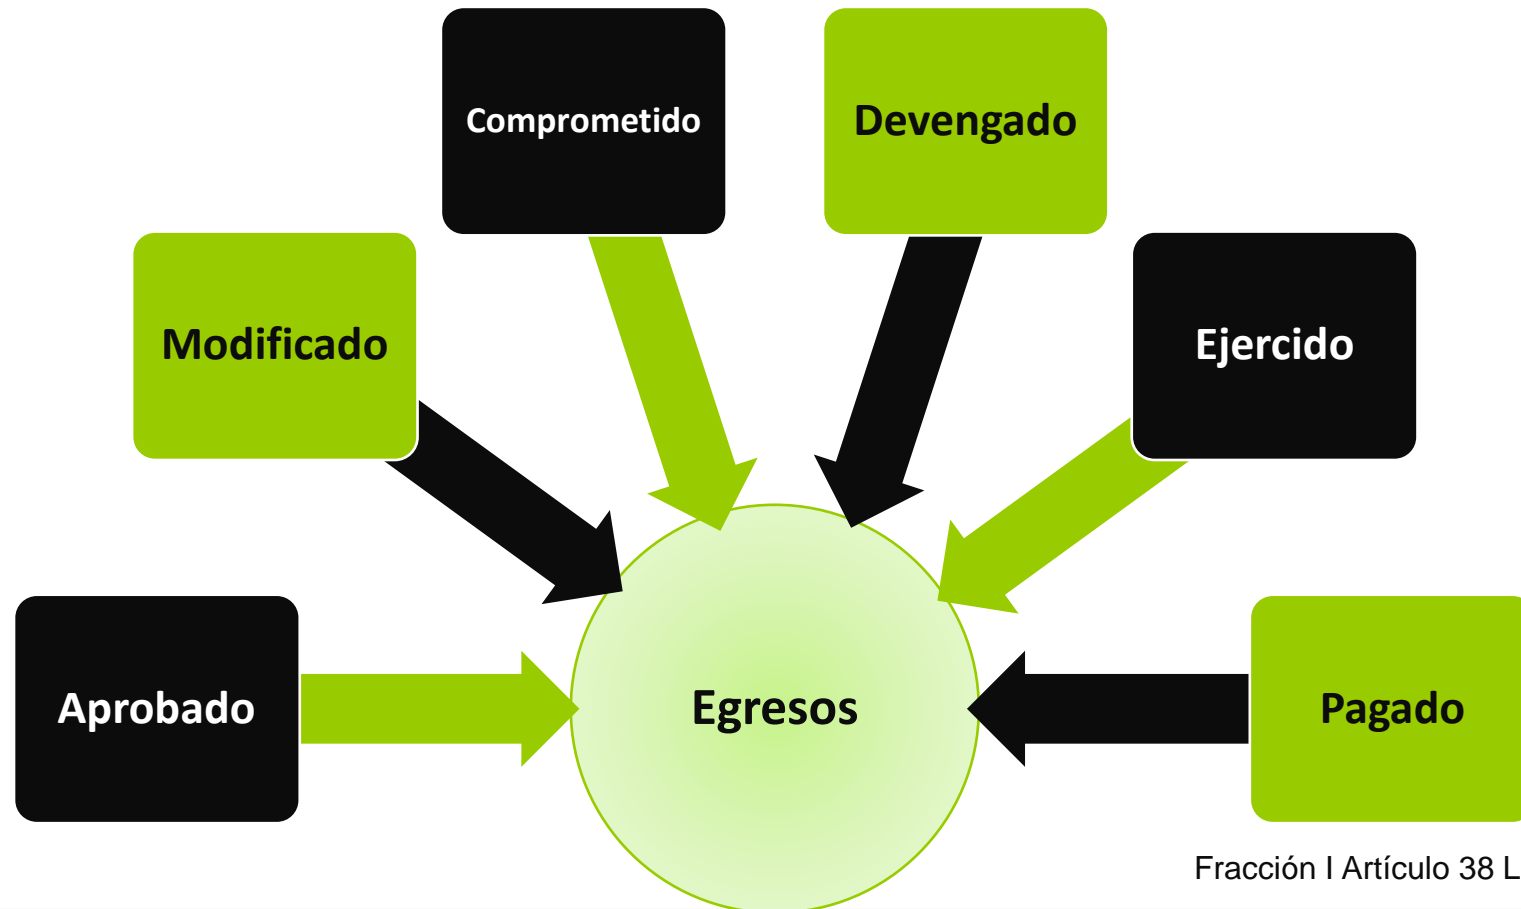 Comprometido
Devengado
Modificado
Ejercido
Aprobado
Egresos
Pagado
Fracción I Artículo 38 L